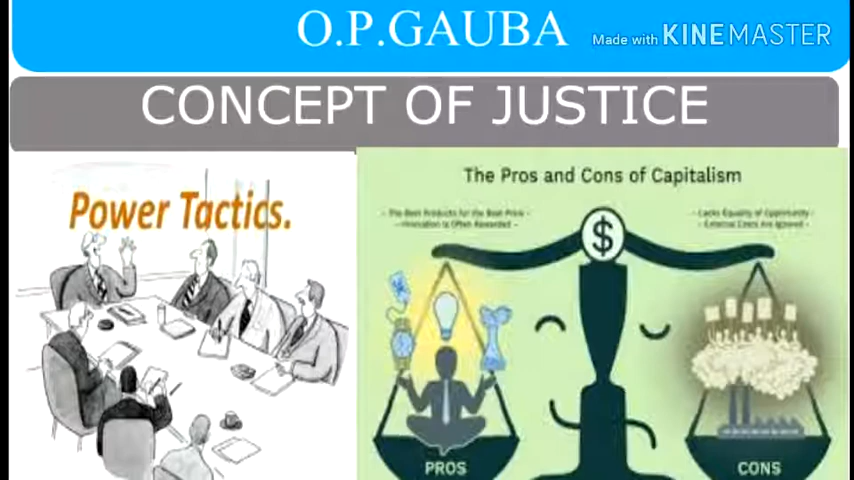 O.P.GAUBA
Made with KINEMASTER
CONCEPT OF JUSTICE
Power Tactics.
The Pros and Cons of Capitalism
- The Best Products for the Best Price -
- Innovation Is Often Rewarded -
- Lacks Equality of Opportunity -
- External Costs Are Ignored -
$
PROS
CONS